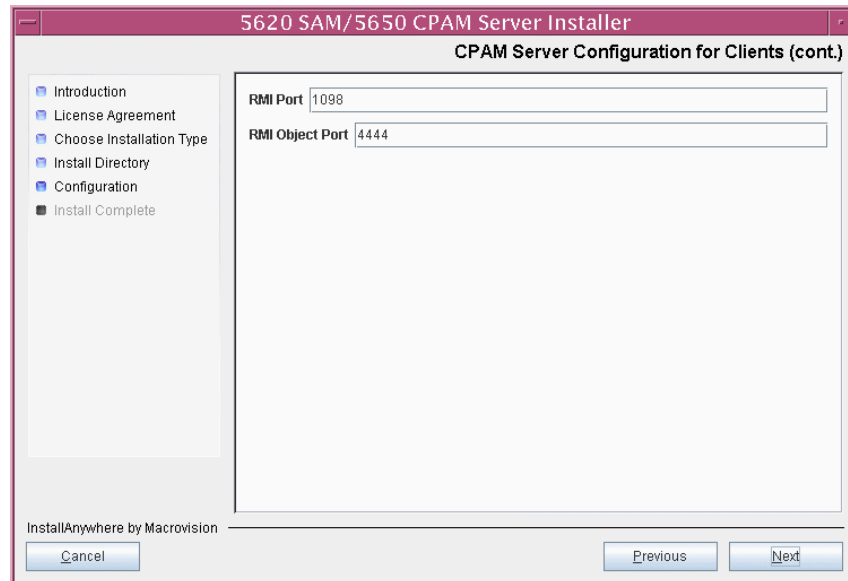 5620 SAM/5650 CPAM Server Installer
CPAM Server Configuration for Clients (cont.)
Introduction
License Agreement
Choose Installation Type
Install Directory
Configuration
Install Complete
RMI Port 1098
RMI Object Port 4444
InstallAnywhere by Macrovision
Cancel Previous Next